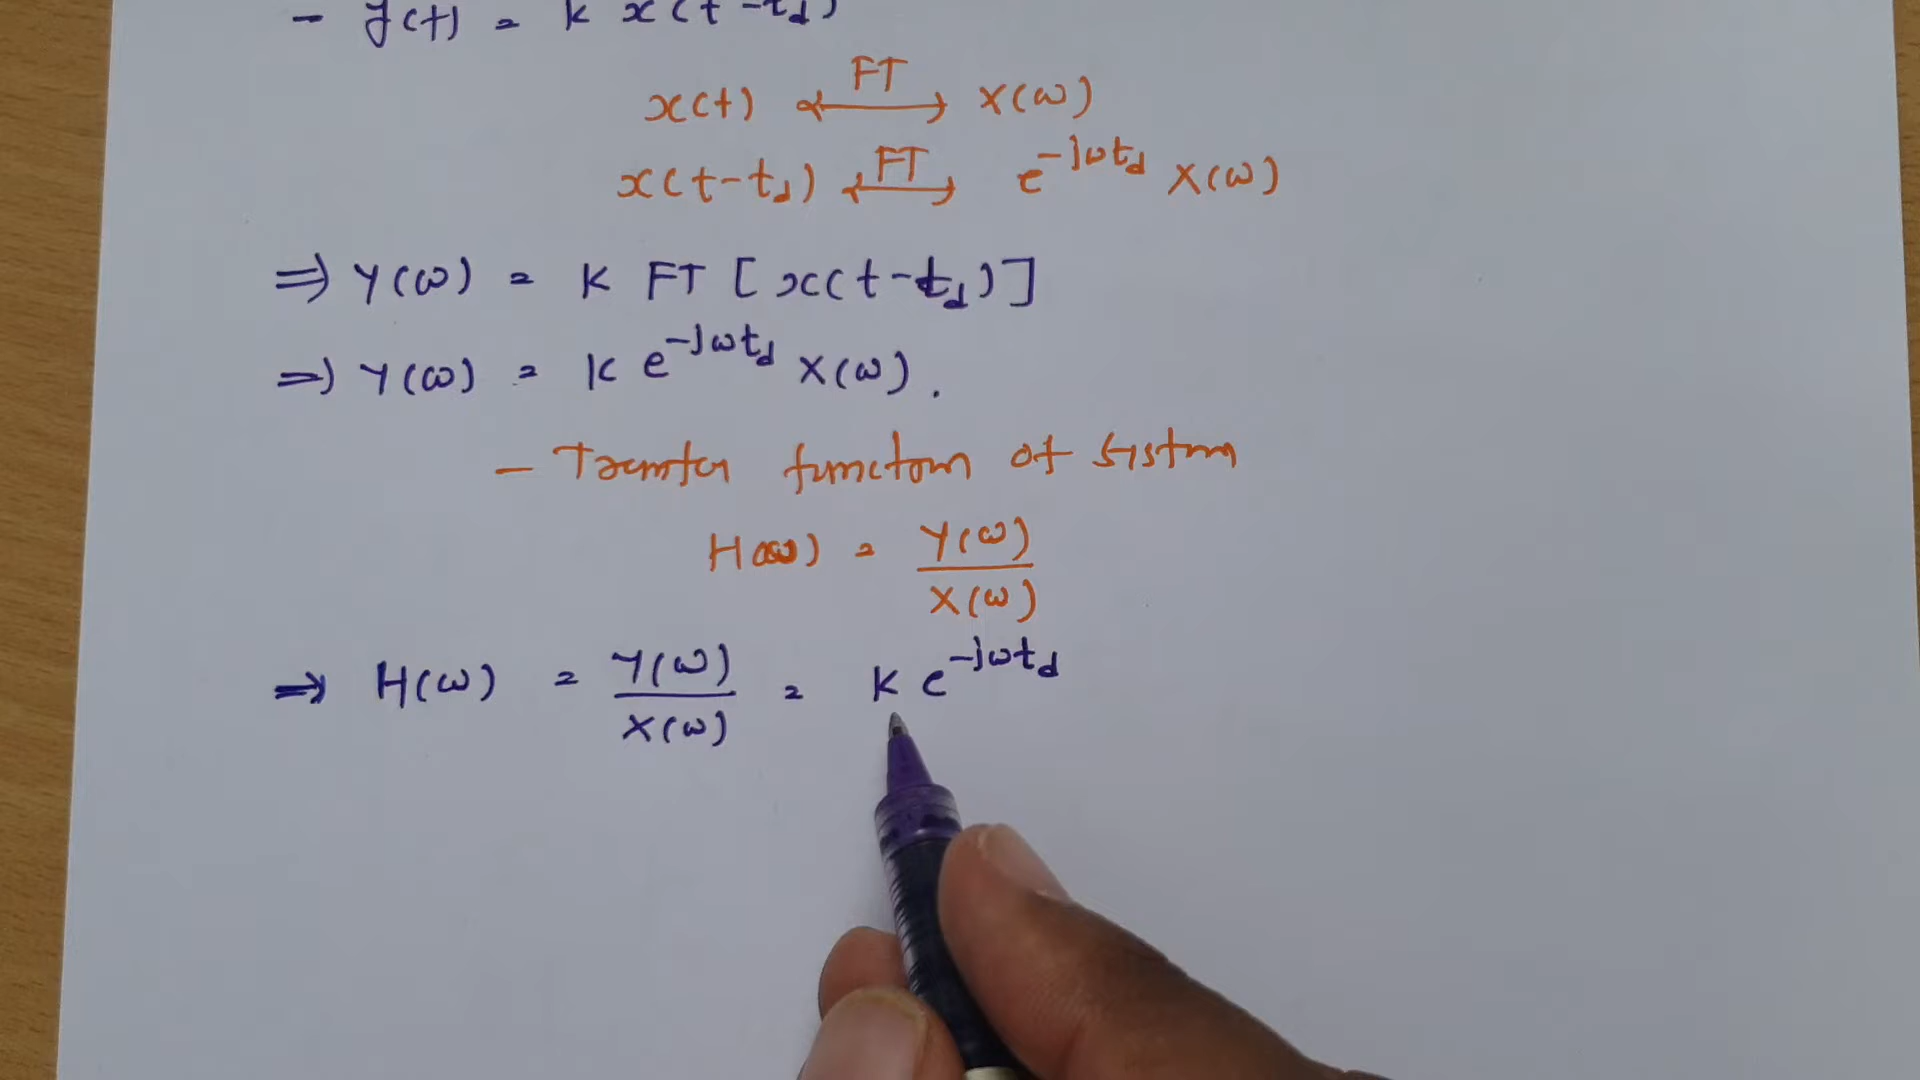 - y(t) = k x(t-t_d)
x(t) ⟷ FT X(ω)
x(t-t_d) ⟷ FT e^{-jωt_d} X(ω)
⇒ Y(ω) = K FT [x(t-t_d)]
⇒ Y(ω) = K e^{-jωt_d} X(ω).
- Transfer function of system
H(ω) = Y(ω) / X(ω)
⇒ H(ω) = Y(ω) / X(ω) = K e^{-jωt_d}